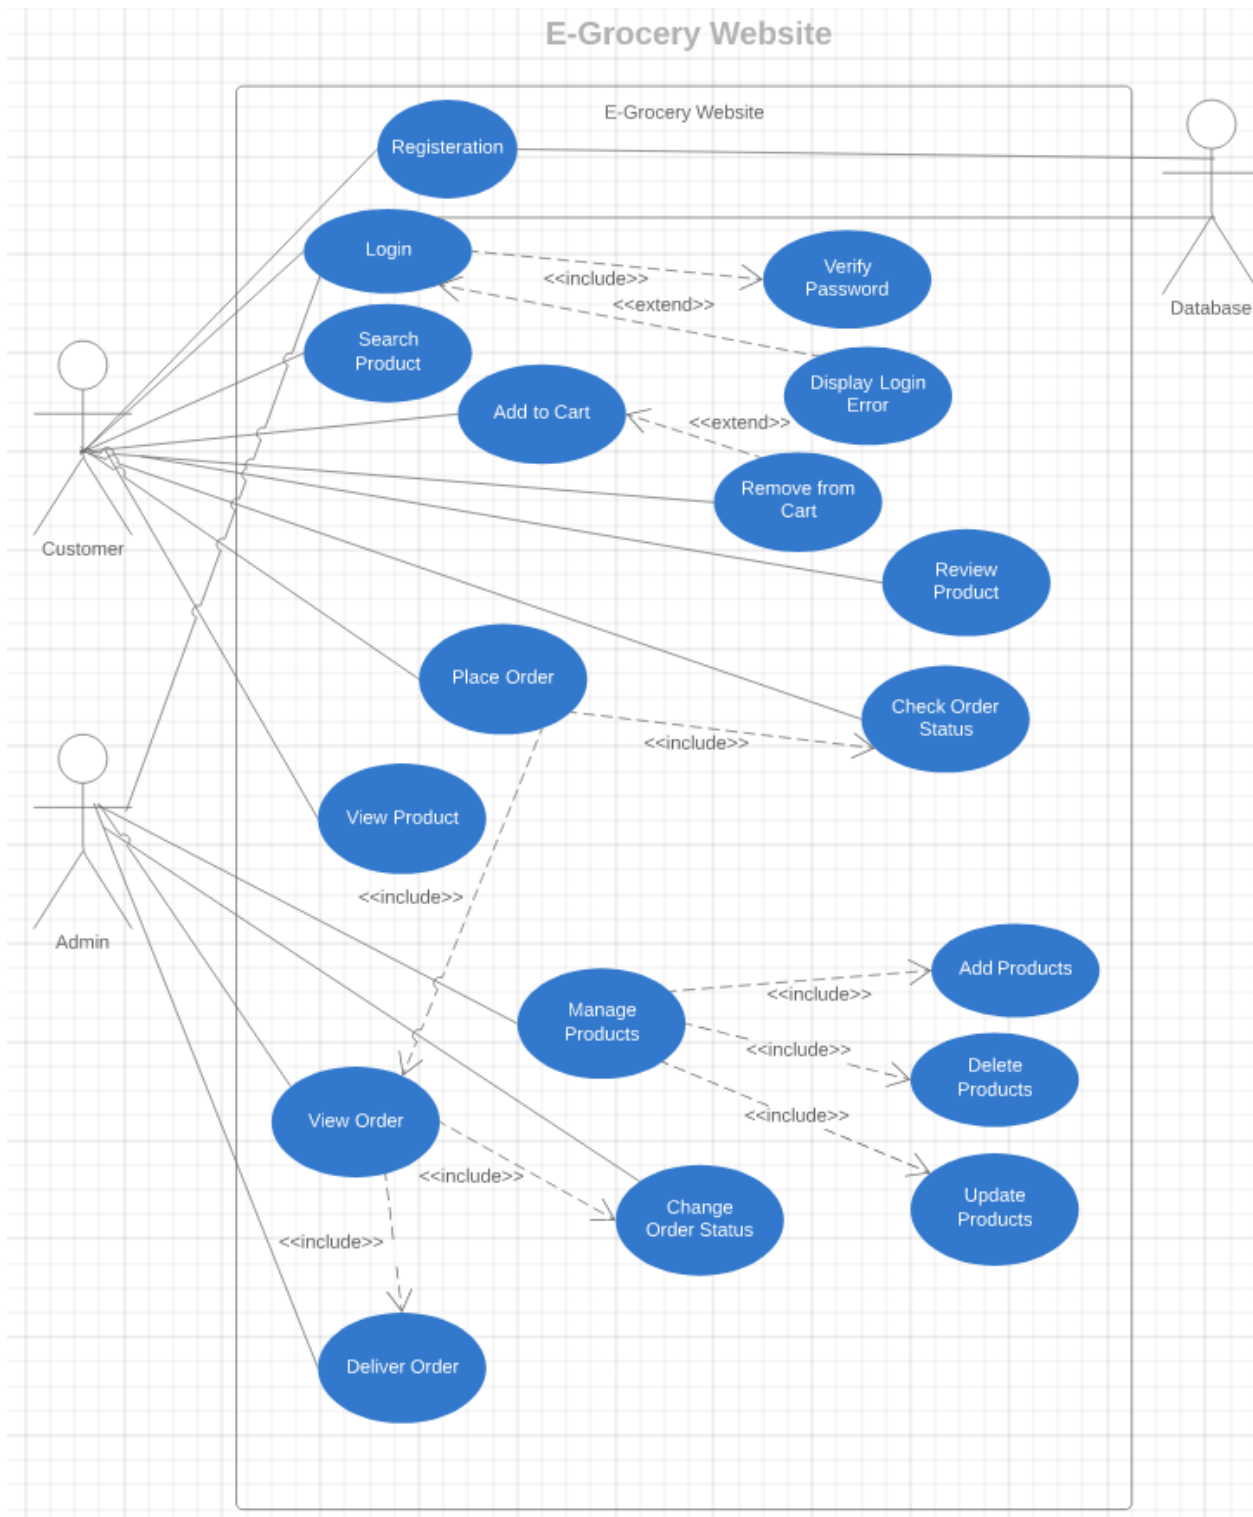 E-Grocery Website
E-Grocery Website
Registeration
Login
Verify
Password
<<include>>
<<extend>>
Database
Search
Product
Display Login
Error
Add to Cart
<<extend>>
Remove from
Cart
Customer
Review
Product
Place Order
Check Order
Status
<<include>>
View Product
<<include>>
Admin
Add Products
<<include>>
Manage
Products
<<include>>
Delete
Products
<<include>>
View Order
<<include>>
Change
Order Status
Update
Products
<<include>>
Deliver Order